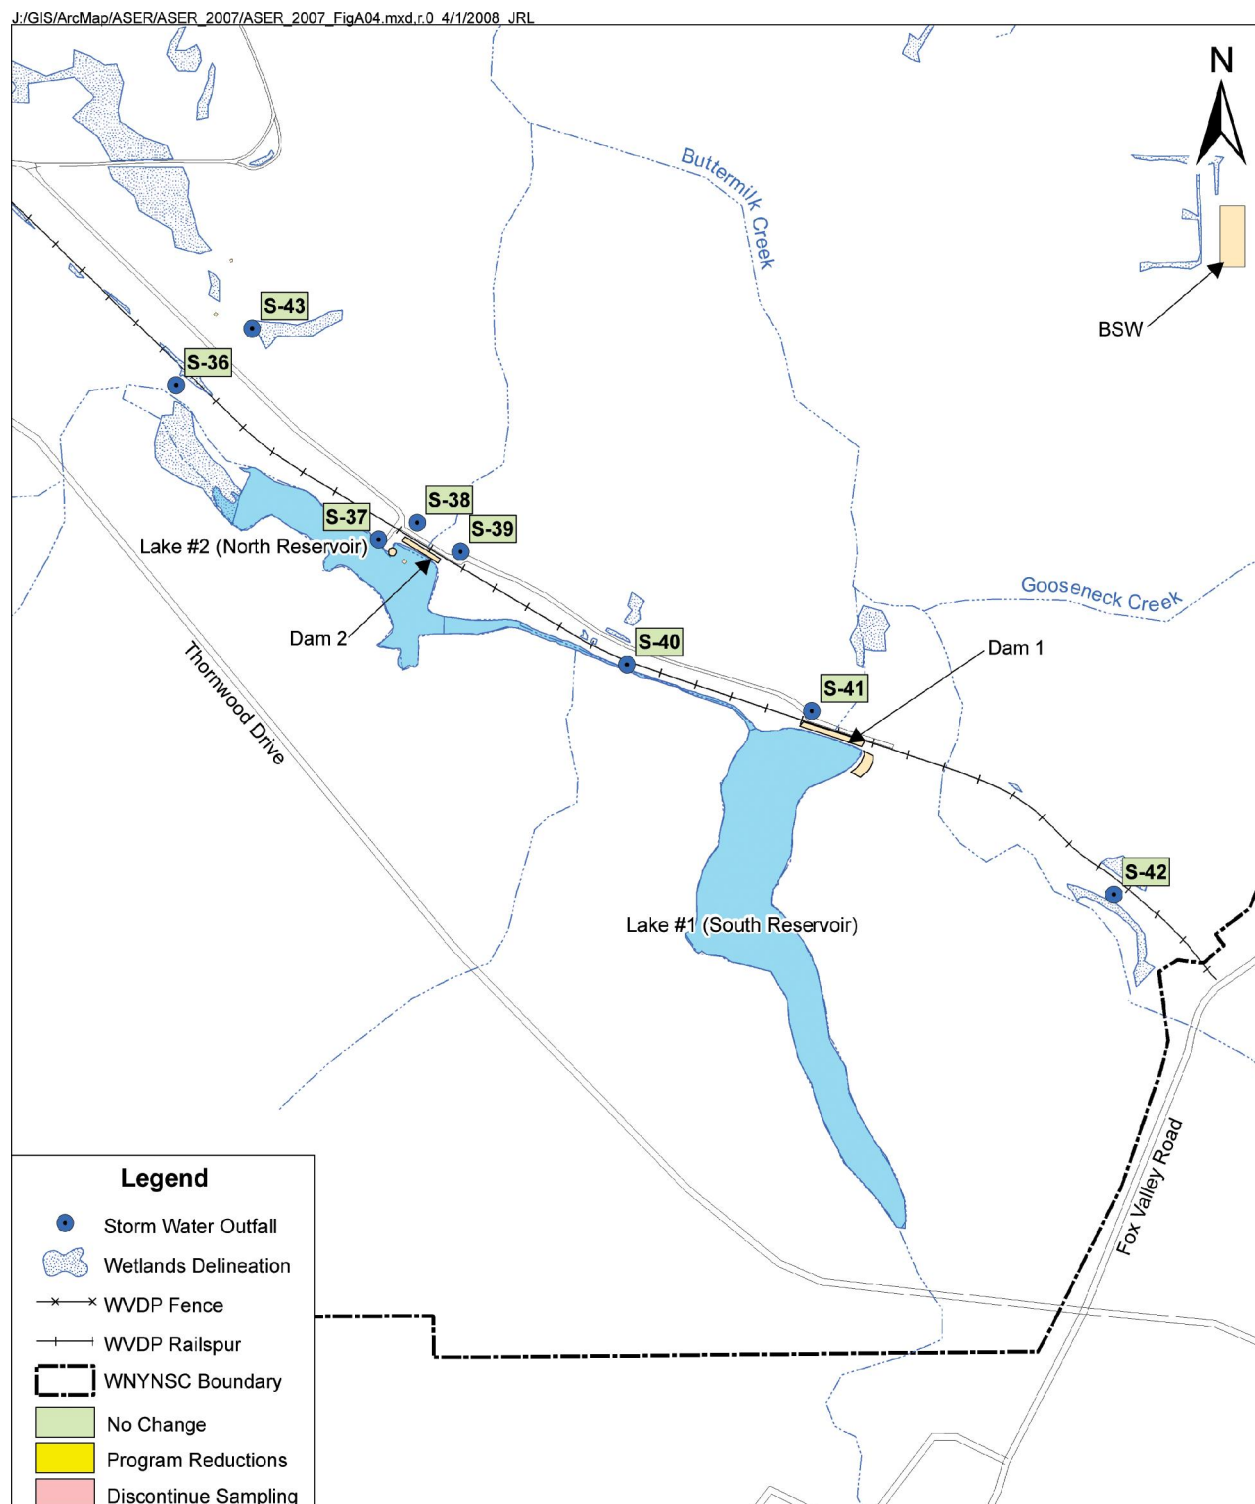 J:/GIS/ArcMap/ASER/ASER_2007/ASER_2007_FigA04.mxd,r.0 4/1/2008 JRL
N
Buttermilk Creek
BSW
S-43
S-36
S-38
S-37
S-39
Lake #2 (North Reservoir)
Gooseneck Creek
Dam 2
S-40
Dam 1
S-41
Thornwood Drive
S-42
Lake #1 (South Reservoir)
Fox Valley Road
Legend
Storm Water Outfall
Wetlands Delineation
WVDP Fence
WVDP Railspur
WNYNSC Boundary
No Change
Program Reductions
Discontinue Sampling